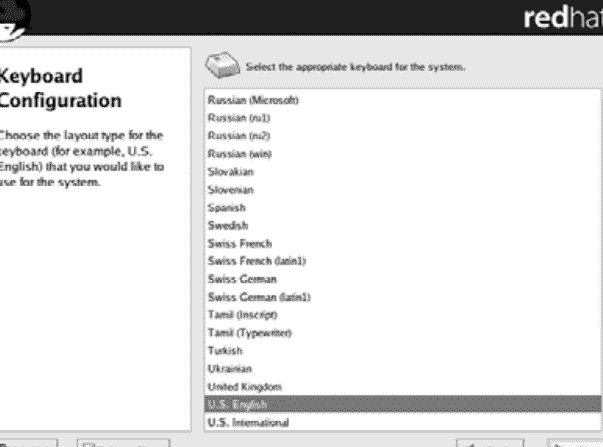 redhat
Keyboard
Configuration
Choose the layout type for the
keyboard (for example, U.S.
English) that you would like to
use for the system.
Select the appropriate keyboard for the system.
Russian (Microsoft)
Russian (ru1)
Russian (ru2)
Russian (win)
Slovakian
Slovenian
Spanish
Swedish
Swiss French
Swiss French (latin1)
Swiss German
Swiss German (latin1)
Tamil (Inscript)
Tamil (Typewriter)
Turkish
Ukrainian
United Kingdom
U.S. English
U.S. International